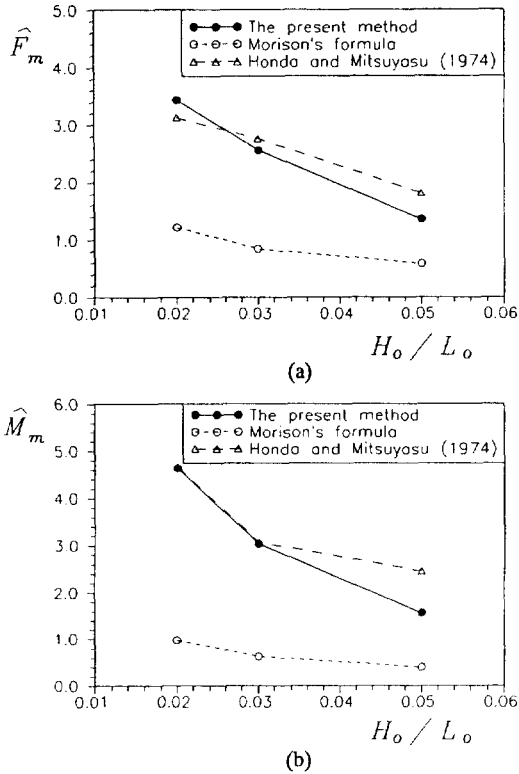 5.0
The present method
Morison's formula
Honda and Mitsuyasu (1974)
F̂m
4.0
3.0
2.0
1.0
0.0
0.01 0.02 0.03 0.04 0.05 0.06
Ho / Lo
(a)
6.0
The present method
Morison's formula
Honda and Mitsuyasu (1974)
M̂m
5.0
4.0
3.0
2.0
1.0
0.0
0.01 0.02 0.03 0.04 0.05 0.06
Ho / Lo
(b)